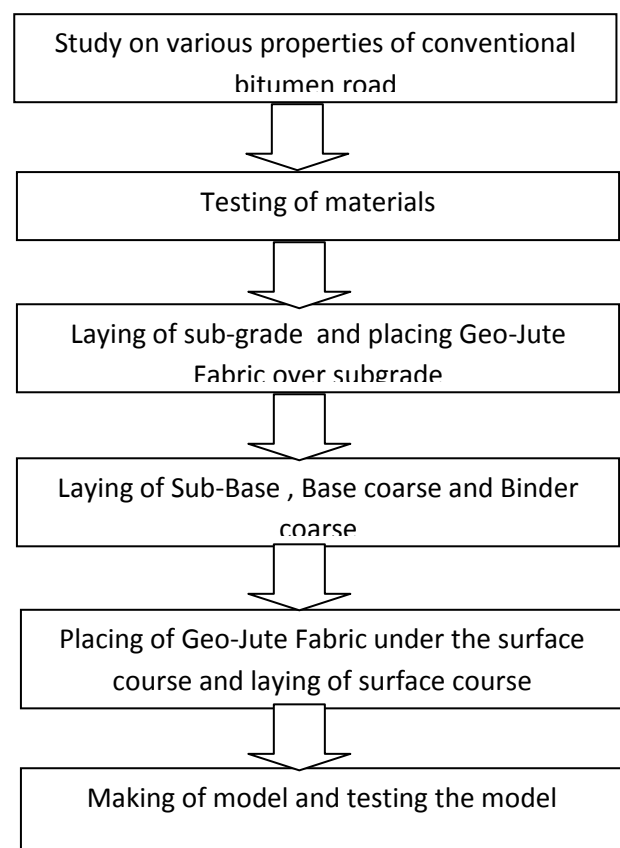 Study on various properties of conventional
bitumen road
Testing of materials
Laying of sub-grade and placing Geo-Jute
Fabric over subgrade
Laying of Sub-Base , Base coarse and Binder
coarse
Placing of Geo-Jute Fabric under the surface
course and laying of surface course
Making of model and testing the model